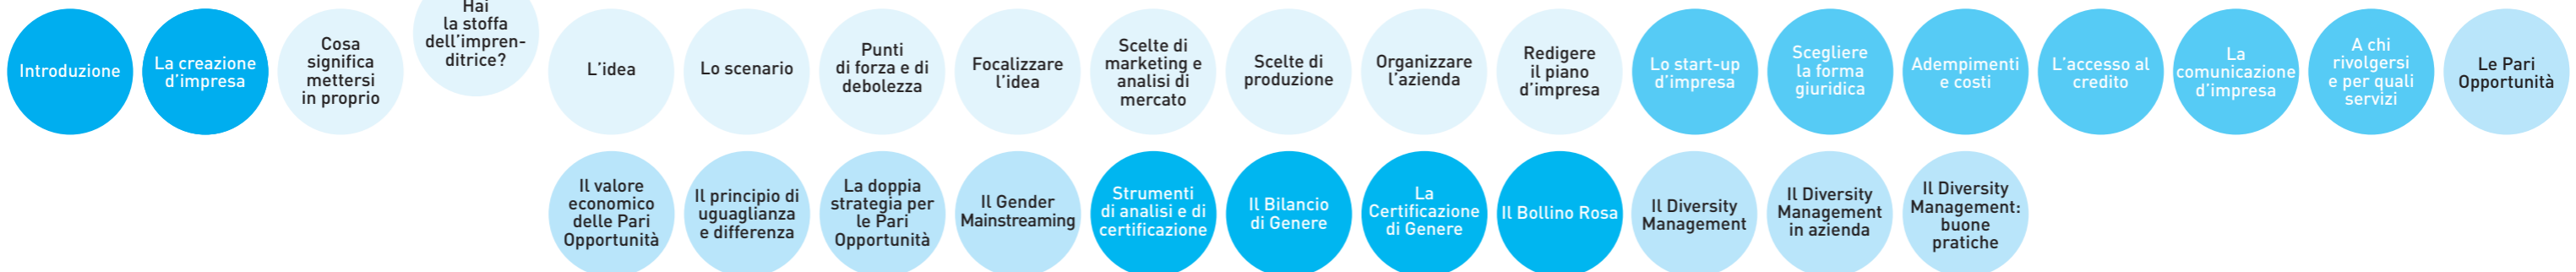 Introduzione
La creazione
d'impresa
Cosa
significa
mettersi
in proprio
Hai
la stoffa
dell'impren-
ditrice?
L'idea
Lo scenario
Punti
di forza e di
debolezza
Focalizzare
l'idea
Scelte di
marketing e
analisi di
mercato
Scelte di
produzione
Organizzare
l'azienda
Redigere
il piano
d'impresa
Lo start-up
d'impresa
Scegliere
la forma
giuridica
Adempimenti
e costi
L'accesso al
credito
La
comunicazione
d'impresa
A chi
rivolgersi
e per quali
servizi
Le Pari
Opportunità
Il valore
economico
delle Pari
Opportunità
Il principio di
uguaglianza
e differenza
La doppia
strategia per
le Pari
Opportunità
Il Gender
Mainstreaming
Strumenti
di analisi e di
certificazione
Il Bilancio
di Genere
La
Certificazione
di Genere
Il Bollino Rosa
Il Diversity
Management
Il Diversity
Management
in azienda
Il Diversity
Management:
buone
pratiche